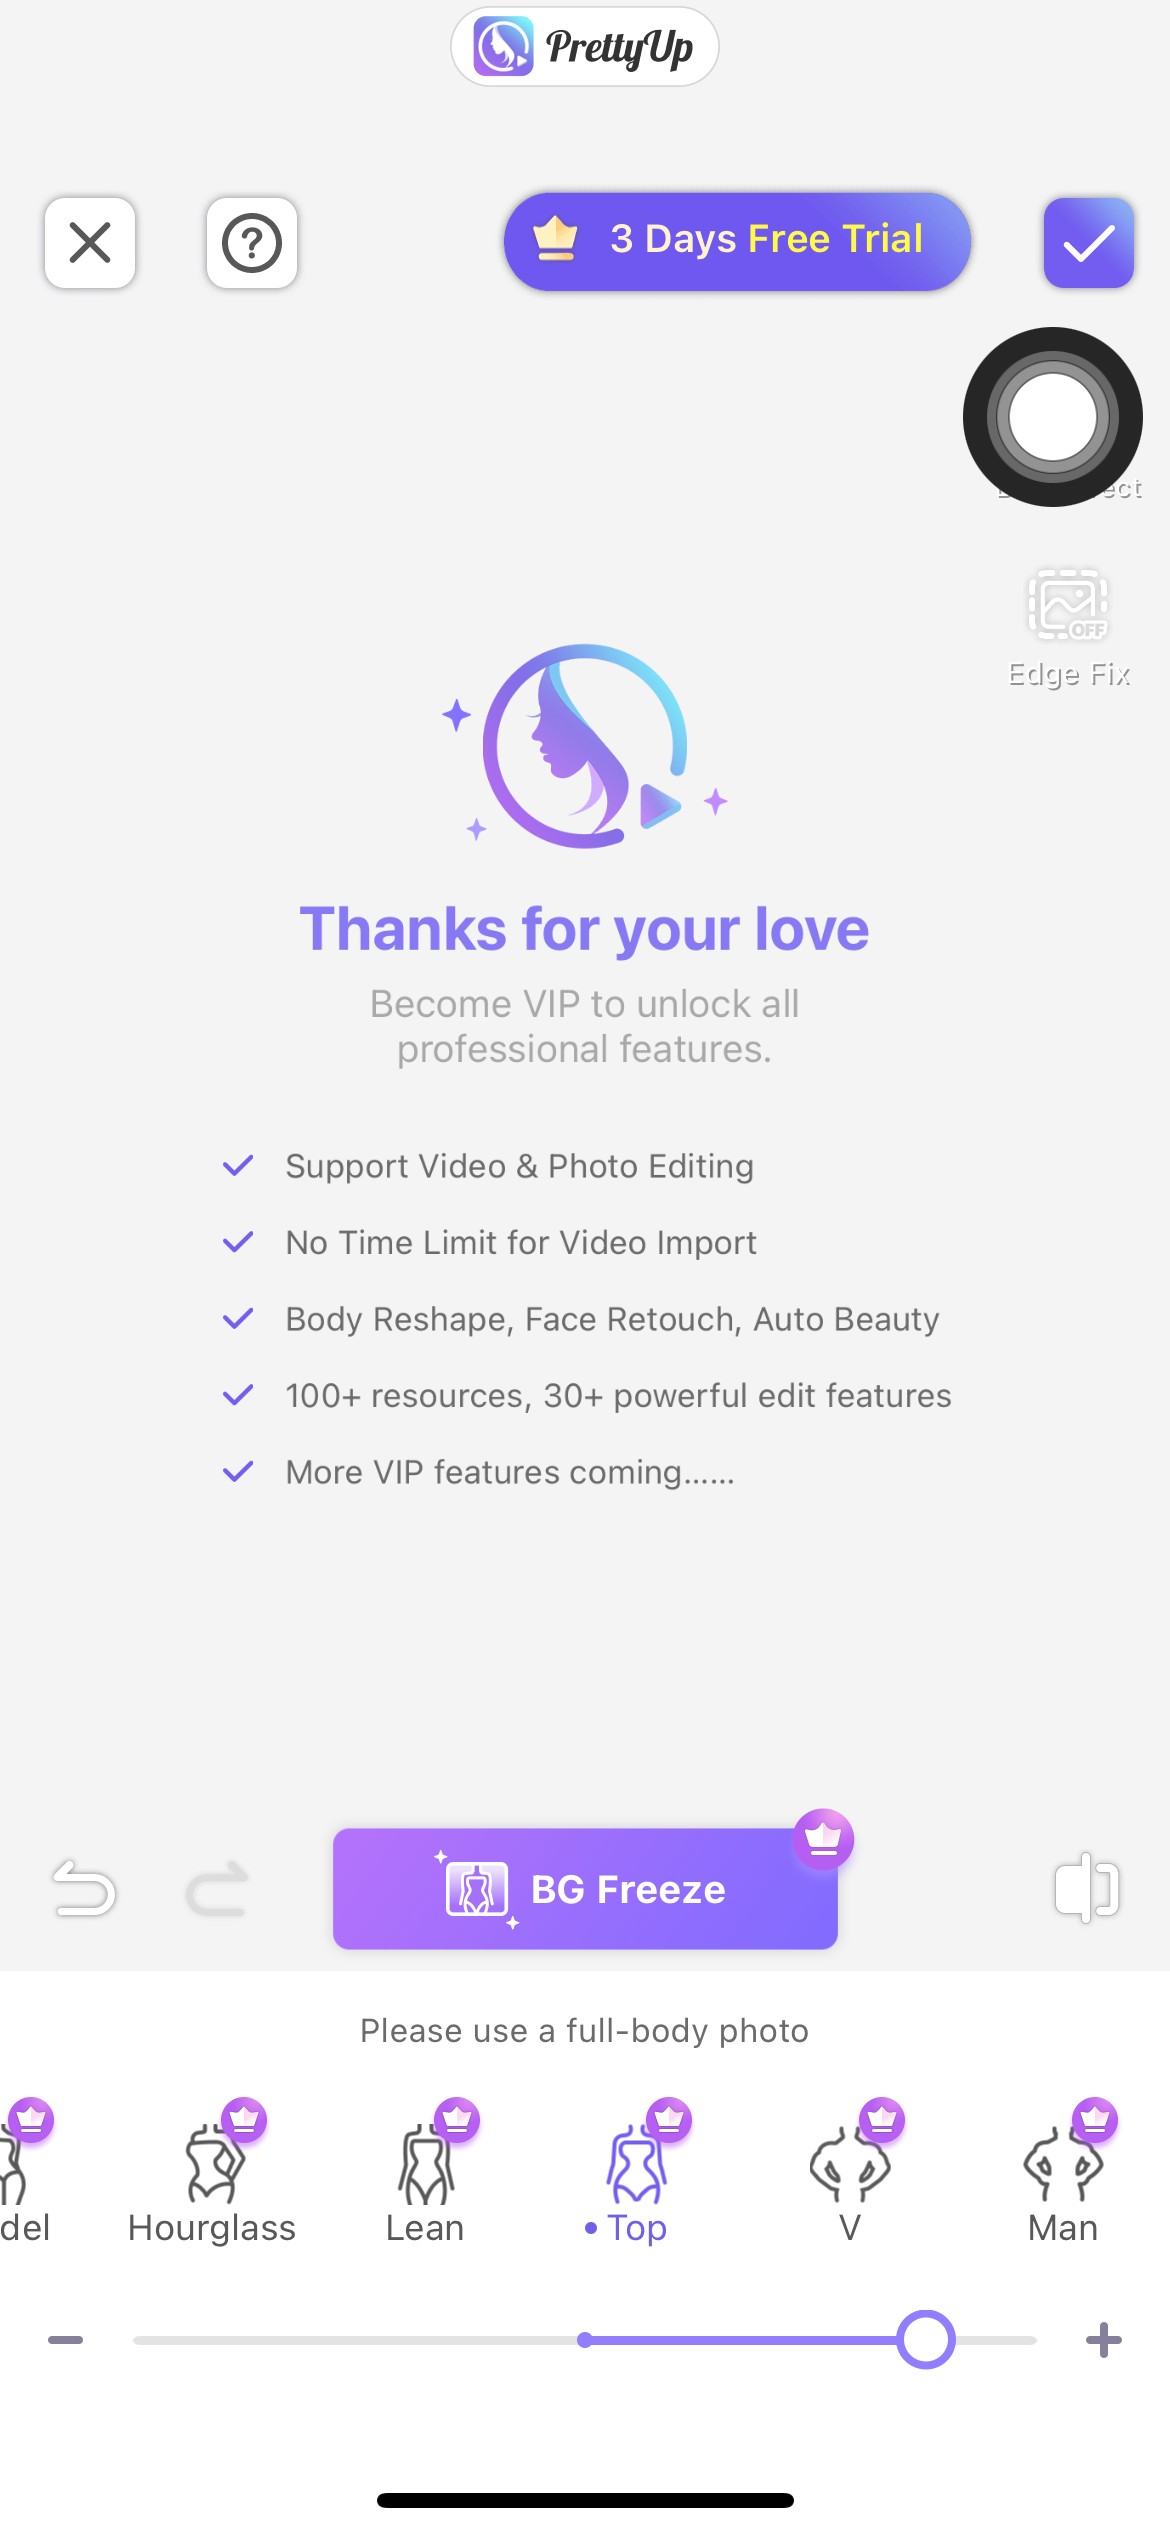 PrettyUp
3 Days Free Trial
OFF
Edge Fix
Thanks for your love
Become VIP to unlock all
professional features.
Support Video & Photo Editing
No Time Limit for Video Import
Body Reshape, Face Retouch, Auto Beauty
100+ resources, 30+ powerful edit features
More VIP features coming......
BG Freeze
Please use a full-body photo
del
Hourglass
Lean
• Top
V
Man